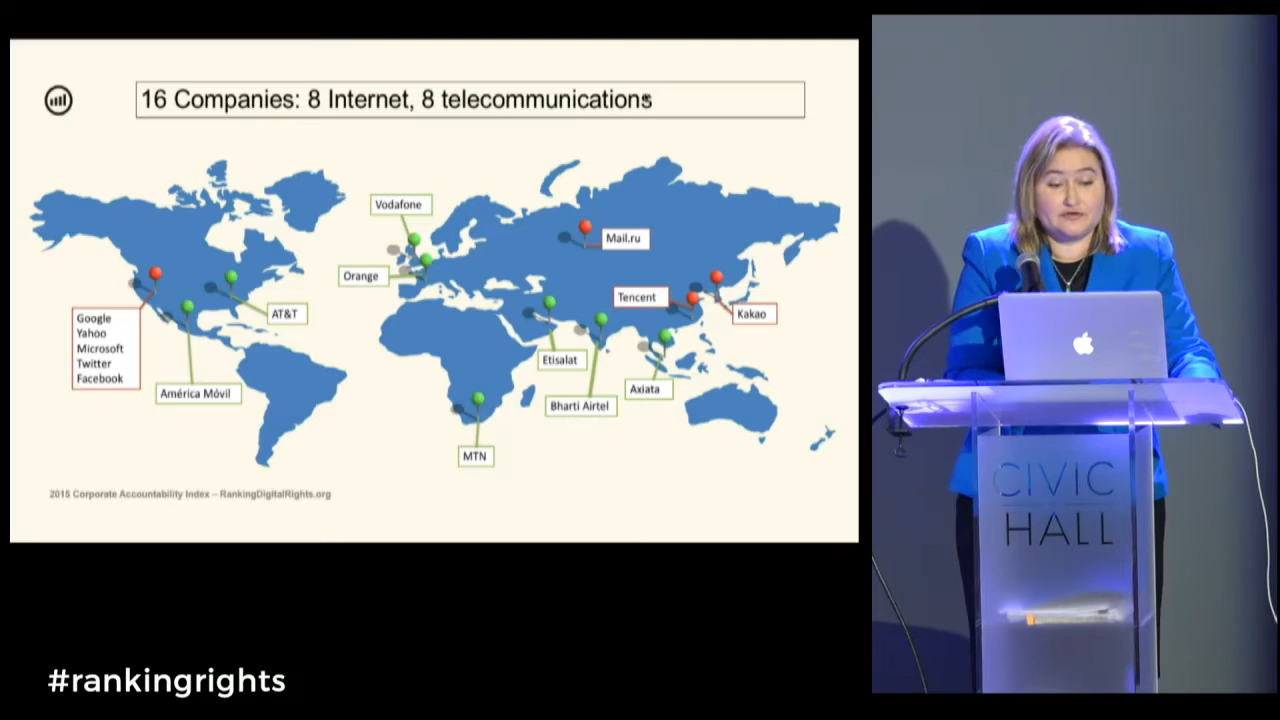 16 Companies: 8 Internet, 8 telecommunications
Vodafone
Mail.ru
Orange
Tencent
Kakao
AT&T
Google
Yahoo
Microsoft
Twitter
Facebook
América Móvil
Etisalat
Axiata
Bharti Airtel
MTN
2015 Corporate Accountability Index – RankingDigitalRights.org
CIVIC
HALL
#rankingrights